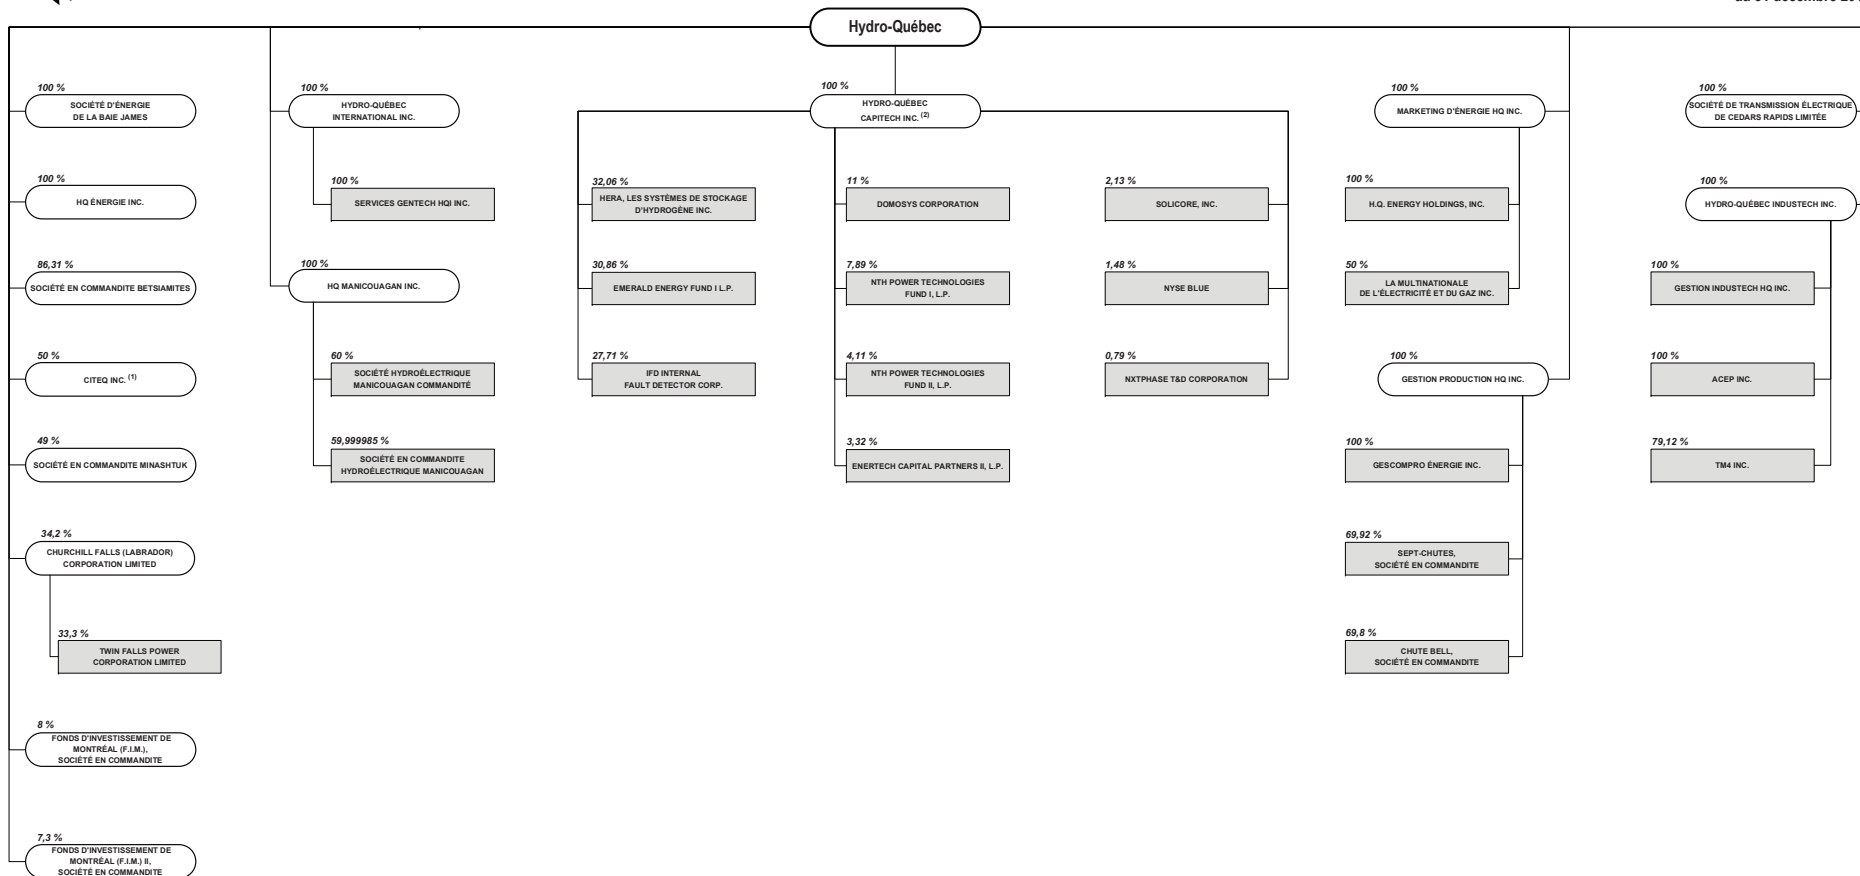 Hydro-Québec
100 %
SOCIÉTÉ D'ÉNERGIE
DE LA BAIE JAMES
100 %
HQ ÉNERGIE INC.
86,31 %
SOCIÉTÉ EN COMMANDITE BETSIAMITES
50 %
CITEQ INC. (1)
49 %
SOCIÉTÉ EN COMMANDITE MINASHTUK
34,2 %
CHURCHILL FALLS (LABRADOR)
CORPORATION LIMITED
33,3 %
TWIN FALLS POWER
CORPORATION LIMITED
8 %
FONDS D'INVESTISSEMENT DE
MONTRÉAL (F.I.M.),
SOCIÉTÉ EN COMMANDITE
7,3 %
FONDS D'INVESTISSEMENT DE
MONTRÉAL (F.I.M.) II,
SOCIÉTÉ EN COMMANDITE
100 %
HYDRO-QUÉBEC
INTERNATIONAL INC.
100 %
SERVICES GENTECH HQI INC.
100 %
HQ MANICOUAGAN INC.
60 %
SOCIÉTÉ HYDROÉLECTRIQUE
MANICOUAGAN COMMANDITÉ
59,999985 %
SOCIÉTÉ EN COMMANDITE
HYDROÉLECTRIQUE MANICOUAGAN
100 %
HYDRO-QUÉBEC
CAPITECH INC. (2)
32,06 %
HERA, LES SYSTÈMES DE STOCKAGE
D'HYDROGÈNE INC.
30,86 %
EMERALD ENERGY FUND I L.P.
27,71 %
IFD INTERNAL
FAULT DETECTOR CORP.
11 %
DOMOSYS CORPORATION
7,89 %
NTH POWER TECHNOLOGIES
FUND I, L.P.
4,11 %
NTH POWER TECHNOLOGIES
FUND II, L.P.
3,32 %
ENERTECH CAPITAL PARTNERS II, L.P.
2,13 %
SOLICORE, INC.
1,48 %
NYSE BLUE
0,79 %
NXTPHASE T&D CORPORATION
100 %
MARKETING D'ÉNERGIE HQ INC.
100 %
H.Q. ENERGY HOLDINGS, INC.
50 %
LA MULTINATIONALE
DE L'ÉLECTRICITÉ ET DU GAZ INC.
100 %
GESTION PRODUCTION HQ INC.
100 %
GESCOMPRO ÉNERGIE INC.
69,92 %
SEPT-CHUTES,
SOCIÉTÉ EN COMMANDITE
69,8 %
CHUTE BELL,
SOCIÉTÉ EN COMMANDITE
100 %
SOCIÉTÉ DE TRANSMISSION ÉLECTRIQUE
DE CEDARS RAPIDS LIMITÉE
100 %
HYDRO-QUÉBEC INDUSTECH INC.
100 %
GESTION INDUSTECH HQ INC.
100 %
ACEP INC.
79,12 %
TM4 INC.